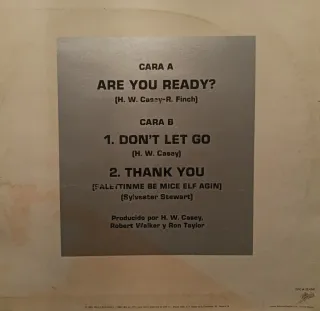 CARA A
ARE YOU READY?
(H. W. Casey-R. Finch)
CARA B
1. DON'T LET GO
(H. W. Casey)
2. THANK YOU
(FALETTINME BE MICE ELF AGIN)
(Sylvester Stewart)
Producido por H. W. Casey,
Robert Walker y Ron Taylor